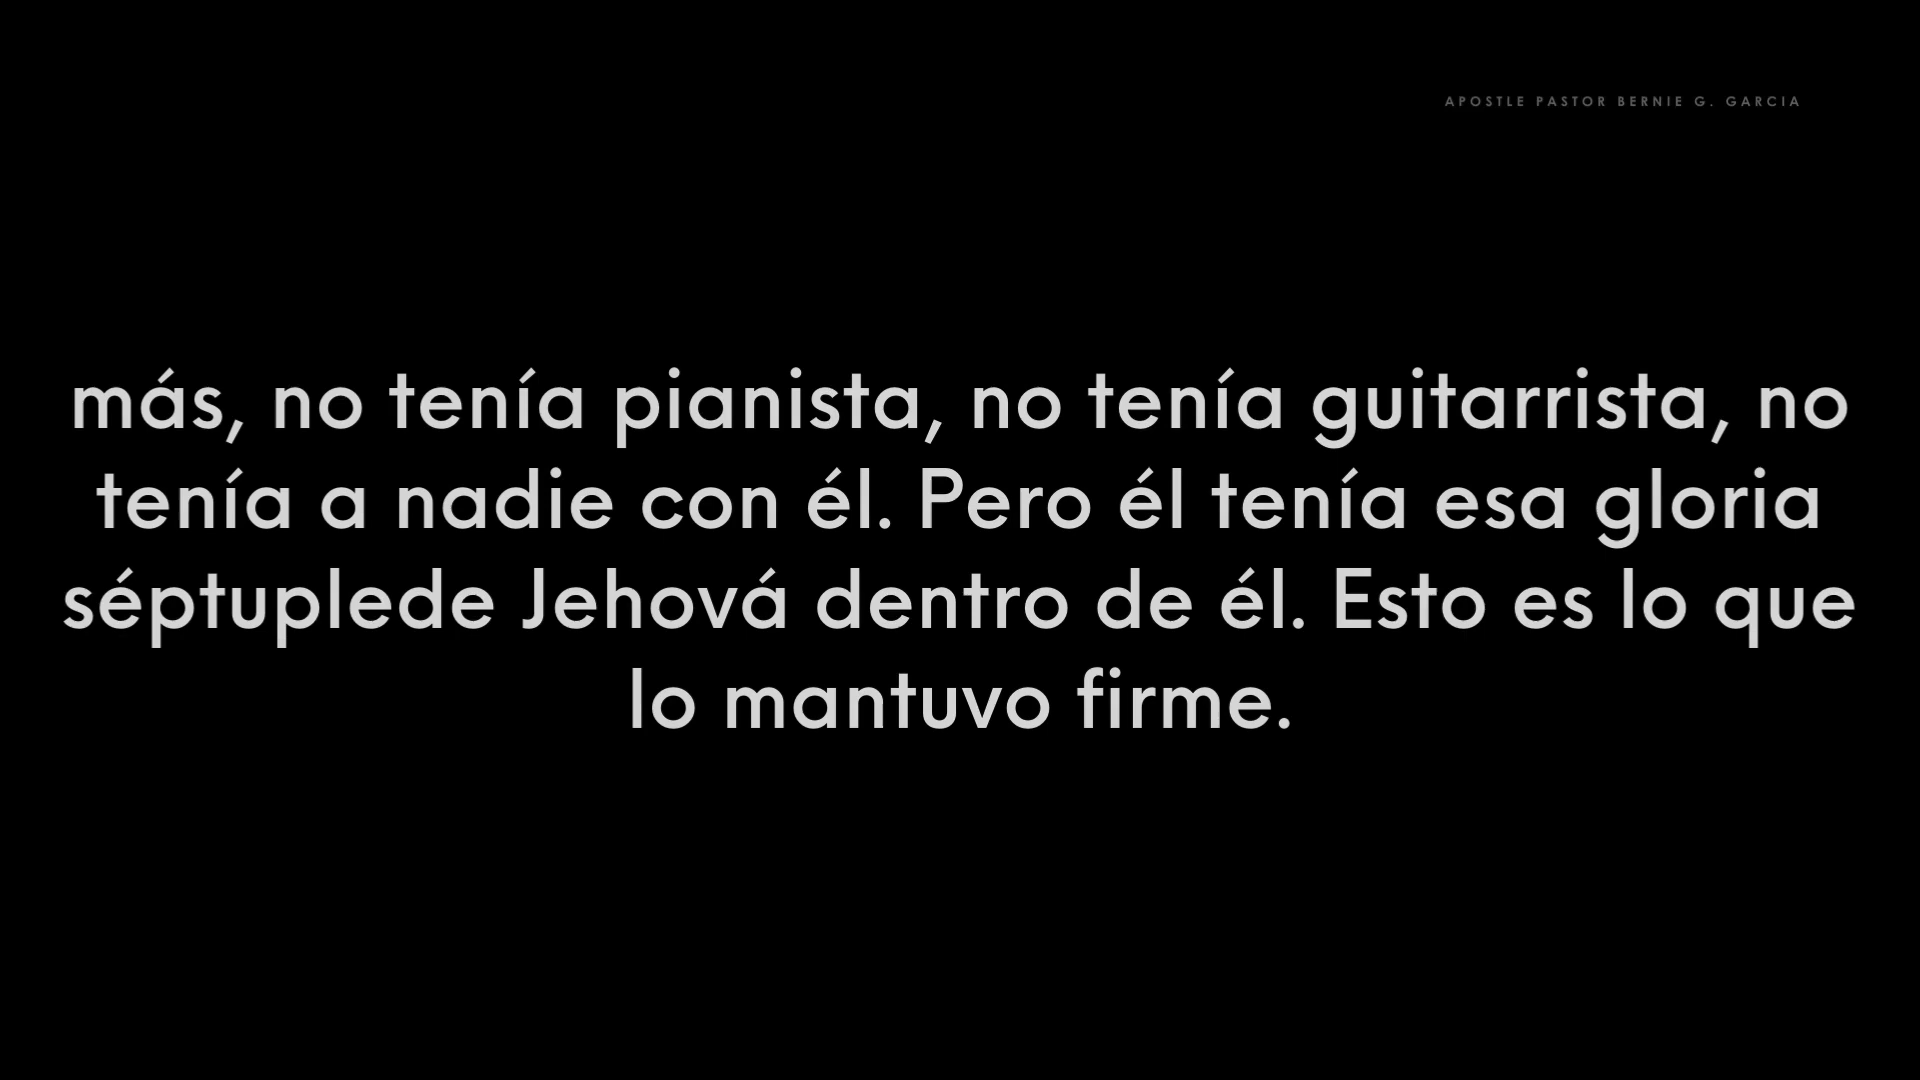 APOSTLE PASTOR BERNIE G. GARCIA
más, no tenía pianista, no tenía guitarrista, no
tenía a nadie con él. Pero él tenía esa gloria
séptuplede Jehová dentro de él. Esto es lo que
lo mantuvo firme.